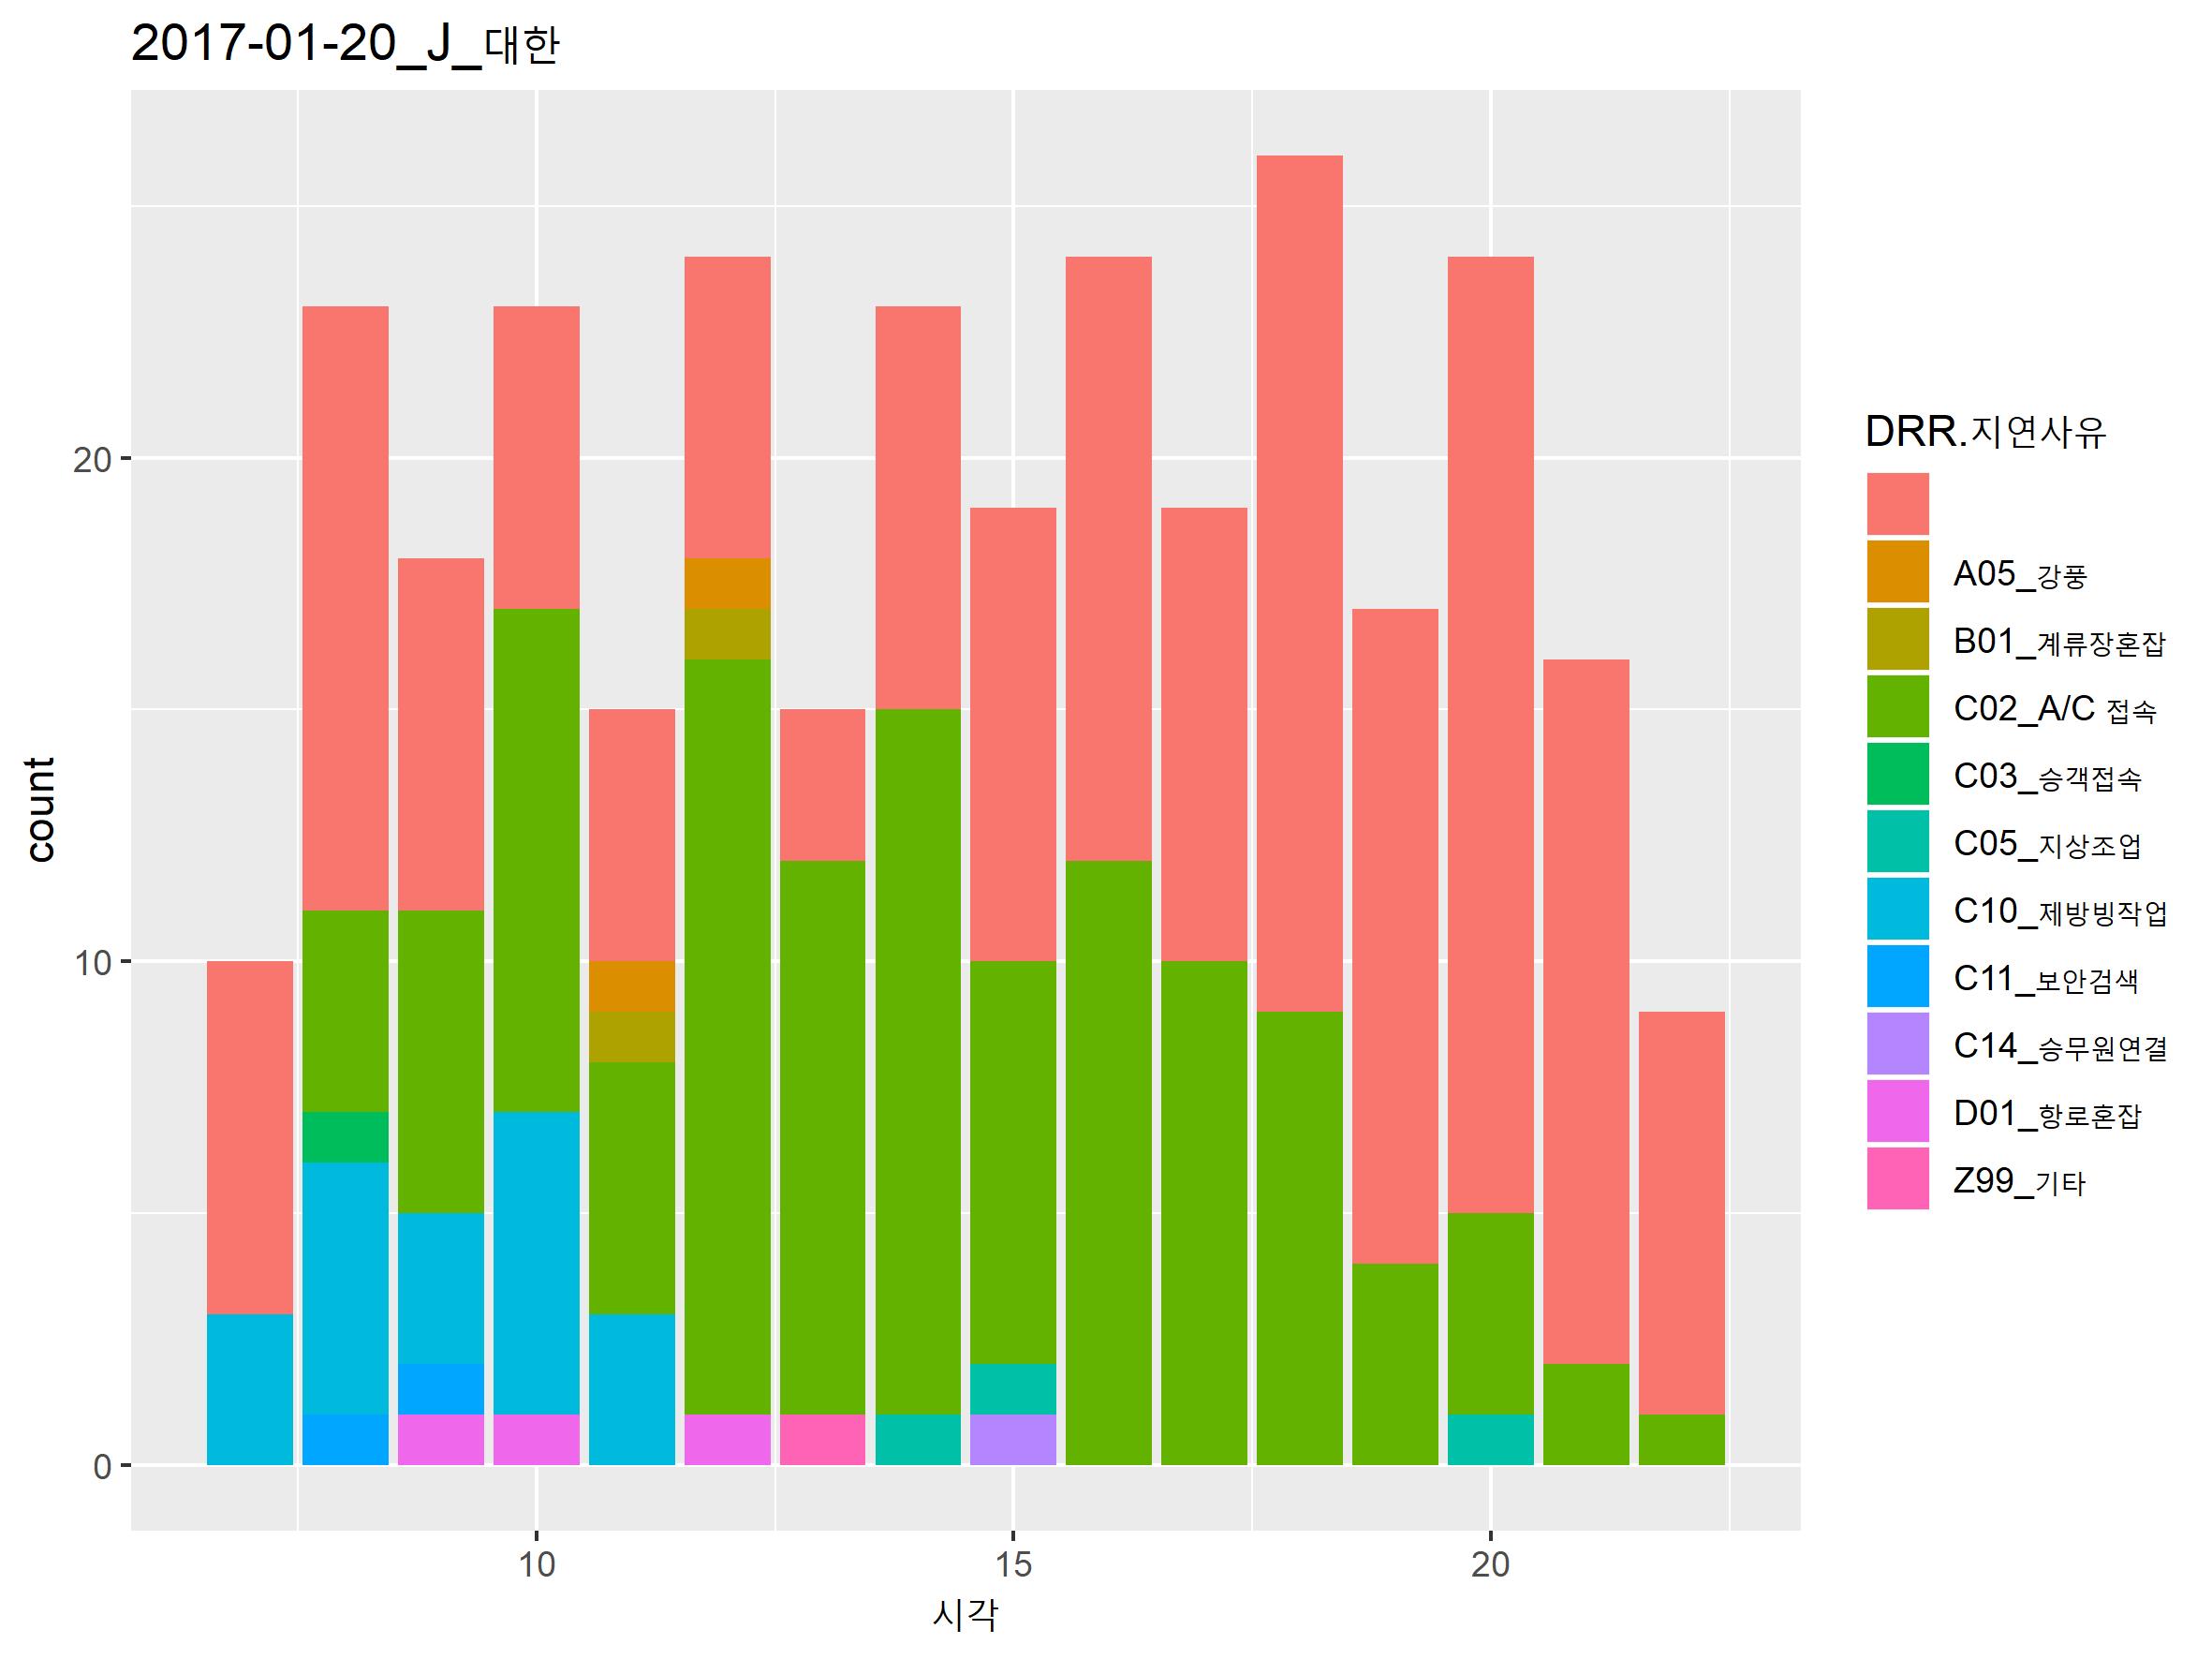 2017-01-20_J_대한
count
20
10
0
10
15
20
시각
DRR.지연사유
A05_강풍
B01_계류장혼잡
C02_A/C 접속
C03_승객접속
C05_지상조업
C10_제방빙작업
C11_보안검색
C14_승무원연결
D01_항로혼잡
Z99_기타